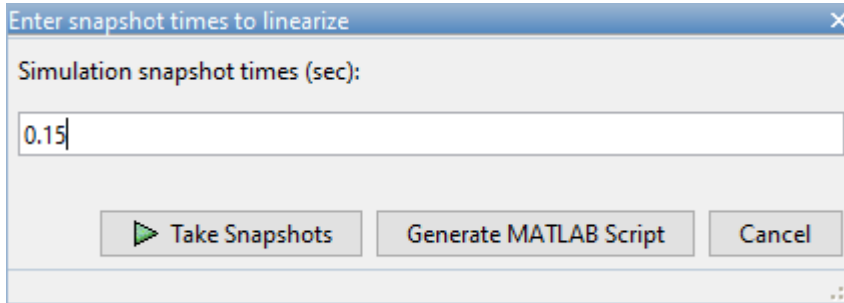 Enter snapshot times to linearize
Simulation snapshot times (sec):
0.15
Take Snapshots Generate MATLAB Script Cancel